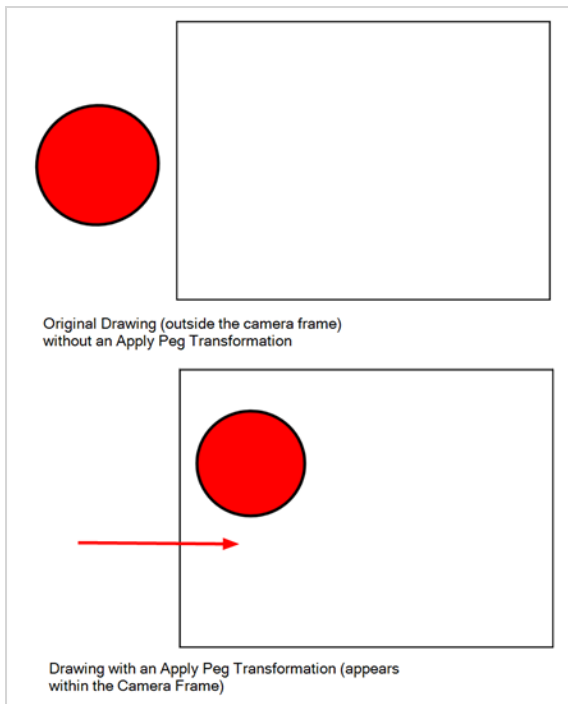 Original Drawing (outside the camera frame)
without an Apply Peg Transformation
Drawing with an Apply Peg Transformation (appears
within the Camera Frame)